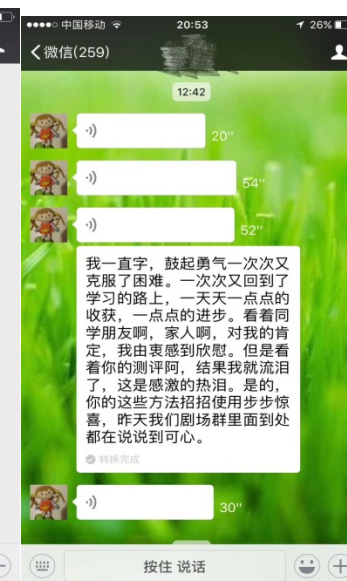 中国移动
20:53
26%
微信(259)
12:42
20''
54''
52''
我一直字，鼓起勇气一次次又
克服了困难。一次次又回到了
学习的路上，一天天一点点的
收获，一点点的进步。看着同
学朋友啊，家人啊，对我的肯
定，我由衷感到欣慰。但是看
着你的测评阿，结果我就流泪
了，这是感激的热泪。是的，
你的这些方法招招使用步步惊
喜，昨天我们剧场群里面到处
都在说说到可心。
转换完成
30''
按住 说话